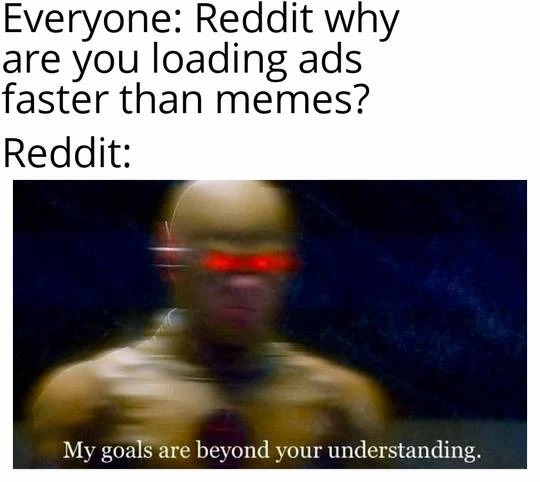 Everyone: Reddit why
are you loading ads
faster than memes?
Reddit:
My goals are beyond your understanding.